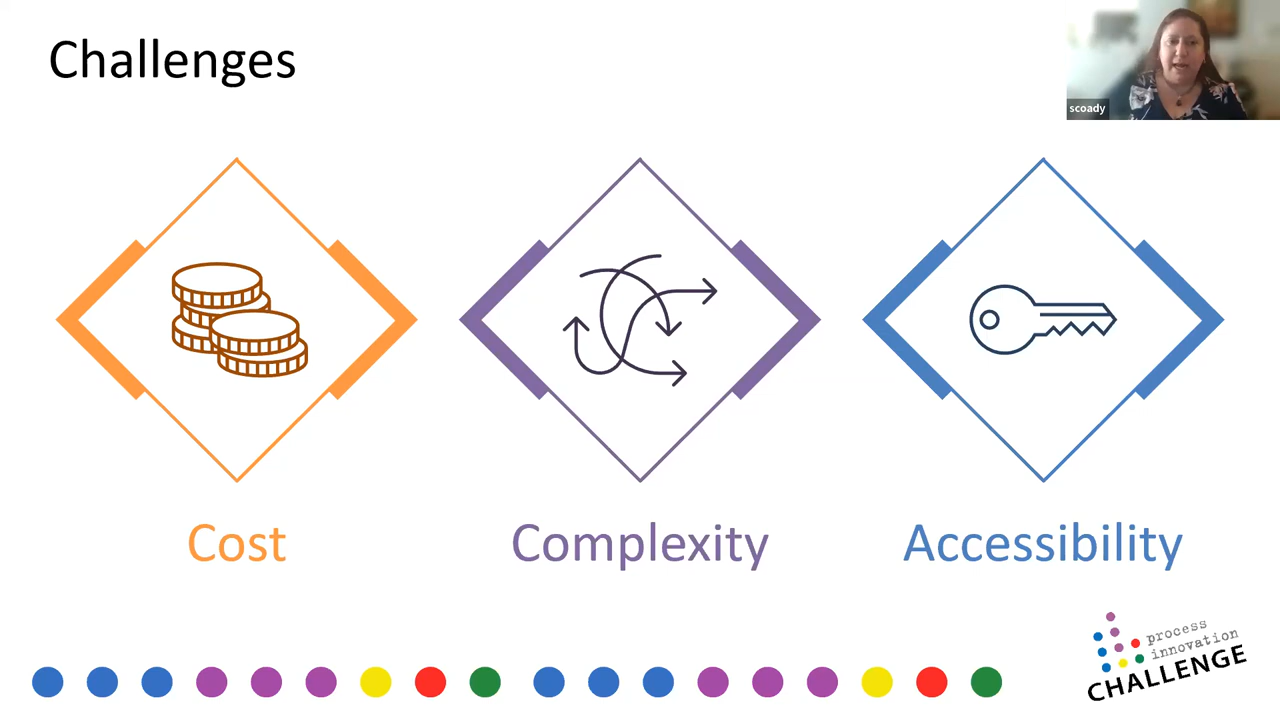 Challenges
scoady
Cost
Complexity
Accessibility
process
innovation
CHALLENGE